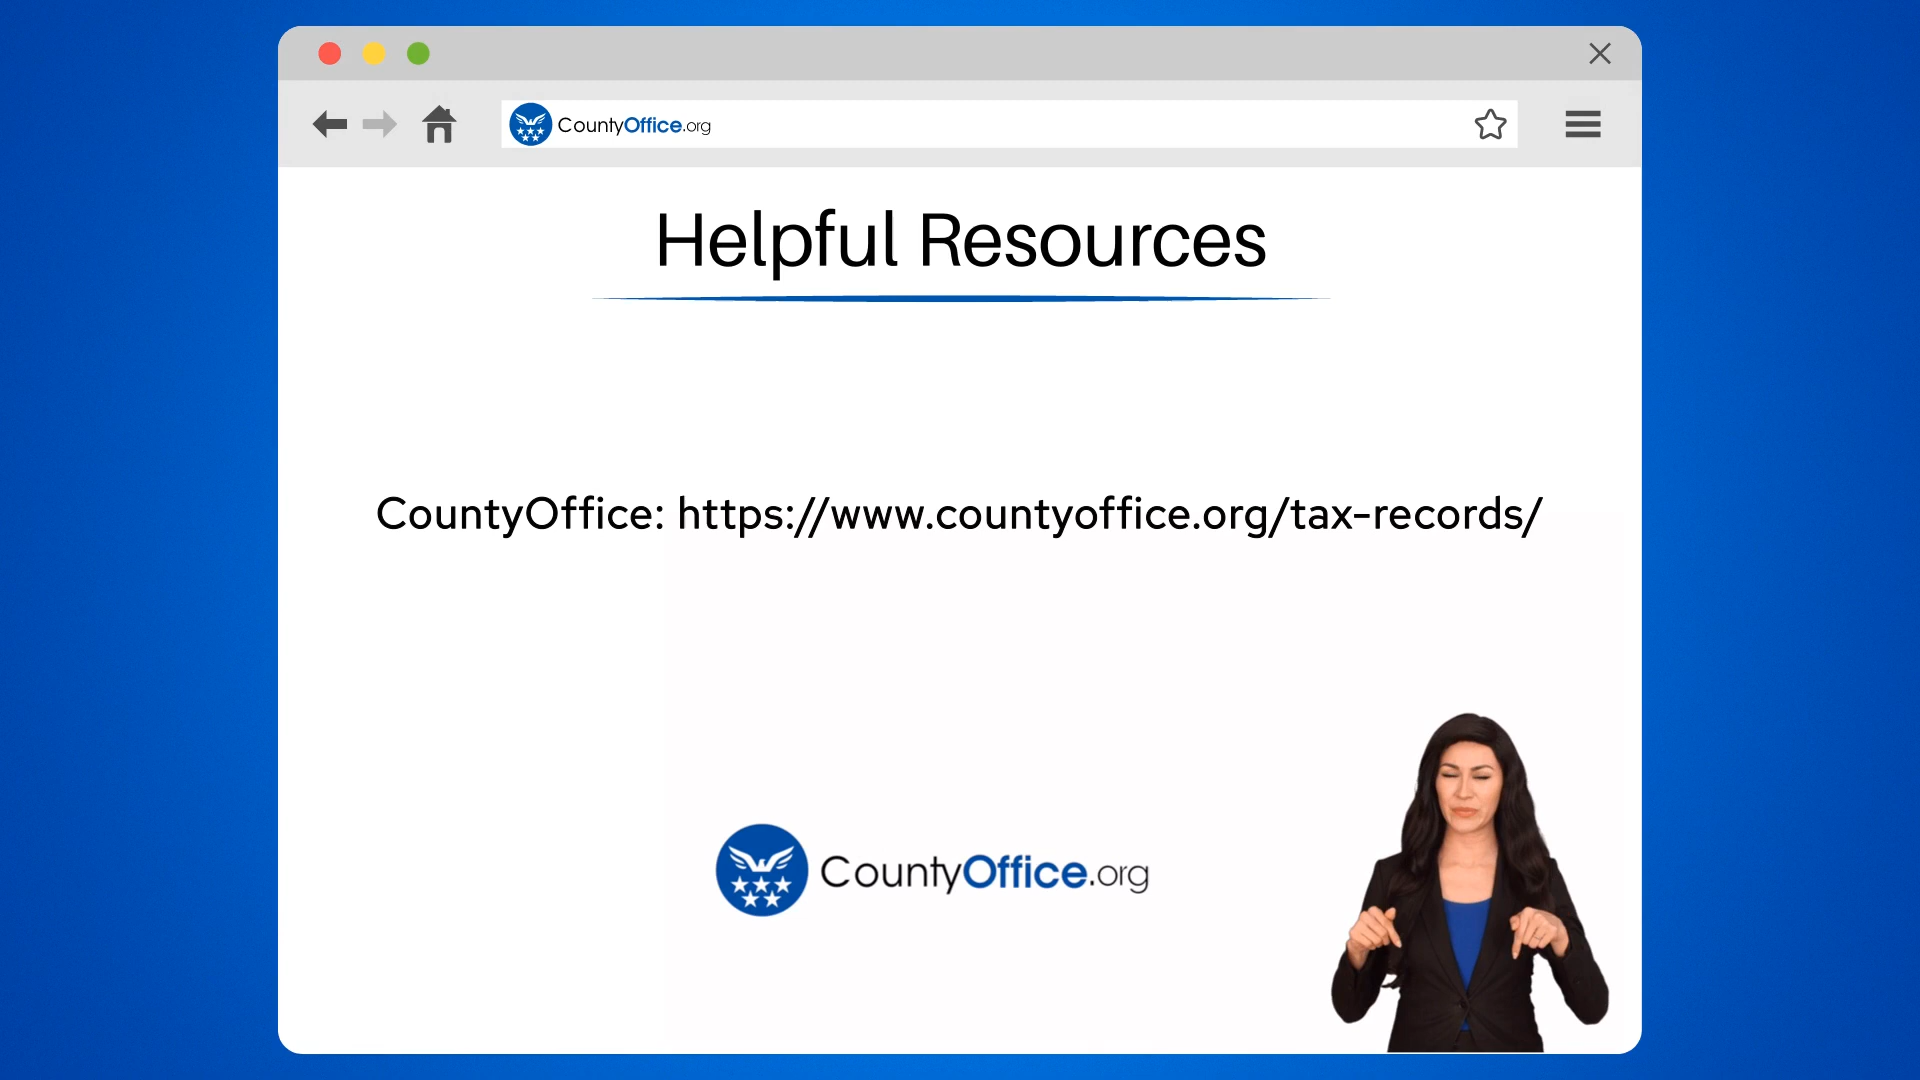 CountyOffice.org
Helpful Resources
CountyOffice: https://www.countyoffice.org/tax-records/
CountyOffice.org